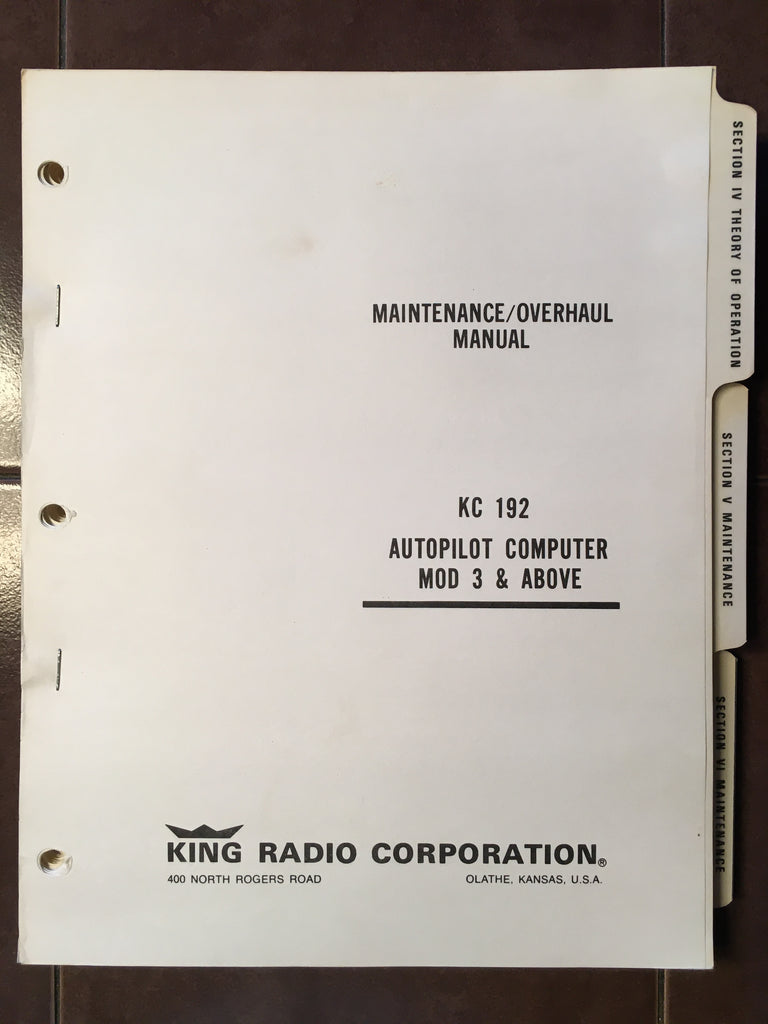 MAINTENANCE/OVERHAUL
MANUAL
KC 192
AUTOPILOT COMPUTER
MOD 3 & ABOVE
KING RADIO CORPORATION®
400 NORTH ROGERS ROAD
OLATHE, KANSAS, U.S.A.
SECTION IV THEORY OF OPERATION
SECTION V MAINTENANCE
SECTION VI MAINTENANCE